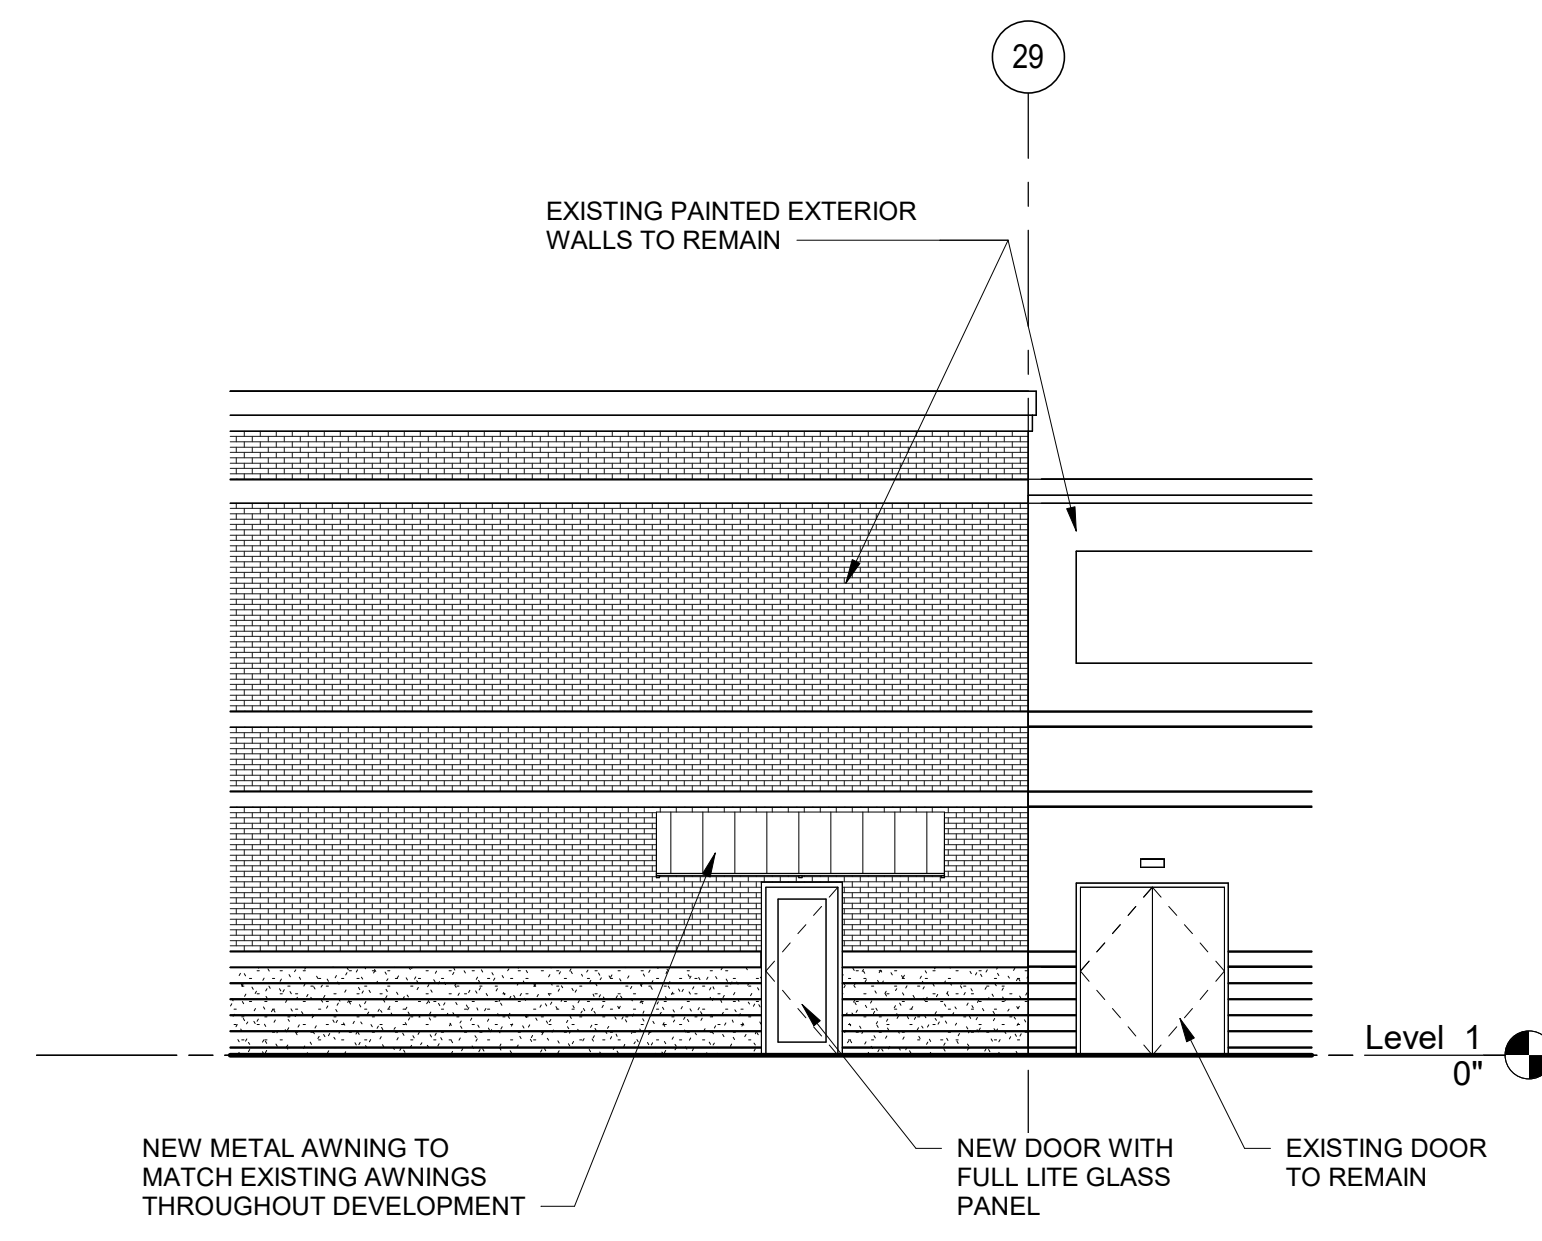 29
EXISTING PAINTED EXTERIOR
WALLS TO REMAIN
Level 1
0"
NEW METAL AWNING TO
MATCH EXISTING AWNINGS
THROUGHOUT DEVELOPMENT
NEW DOOR WITH
FULL LITE GLASS
PANEL
EXISTING DOOR
TO REMAIN